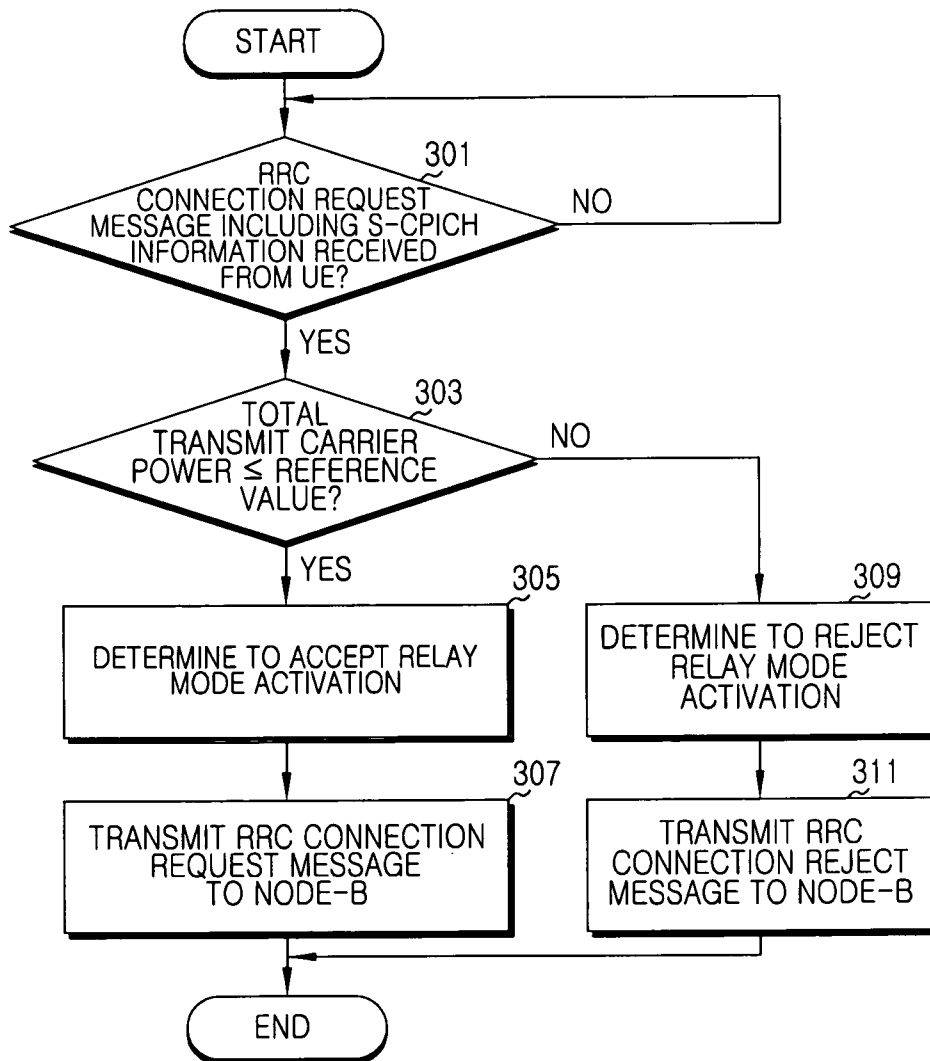 START
301
RRC
CONNECTION REQUEST
MESSAGE INCLUDING S-CPICH
INFORMATION RECEIVED
FROM UE?
NO
YES
303
TOTAL
TRANSMIT CARRIER
POWER ≤ REFERENCE
VALUE?
NO
YES
305
DETERMINE TO ACCEPT RELAY
MODE ACTIVATION
309
DETERMINE TO REJECT
RELAY MODE
ACTIVATION
307
TRANSMIT RRC CONNECTION
REQUEST MESSAGE
TO NODE-B
311
TRANSMIT RRC
CONNECTION REJECT
MESSAGE TO NODE-B
END